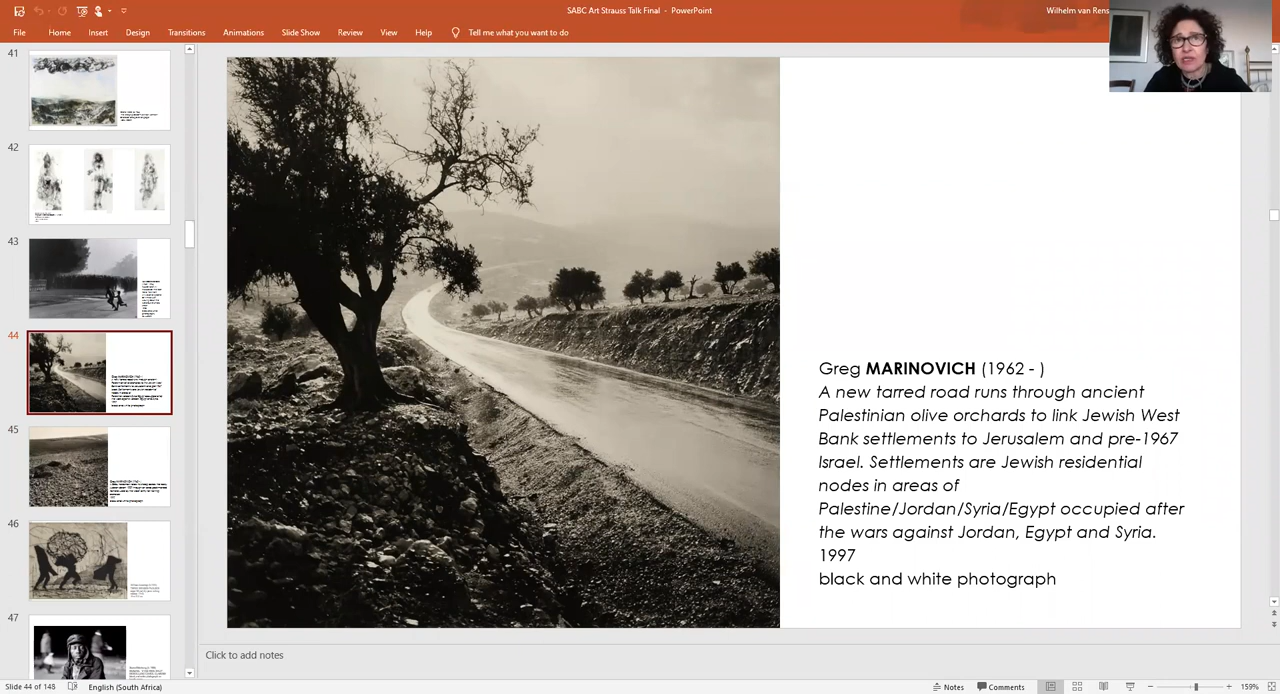 SABC Art Strauss Talk Final - PowerPoint
Wilhelm van Rens
File Home Insert Design Transitions Animations Slide Show Review View Help Tell me what you want to do
41
42
43
44
45
46
47
Greg MARINOVICH (1962 - )
A new tarred road runs through ancient
Palestinian olive orchards to link Jewish West
Bank settlements to Jerusalem and pre-1967
Israel. Settlements are Jewish residential
nodes in areas of
Palestine/Jordan/Syria/Egypt occupied after
the wars against Jordan, Egypt and Syria.
1997
black and white photograph
Click to add notes
Slide 44 of 148 English (South Africa) Notes Comments 159%